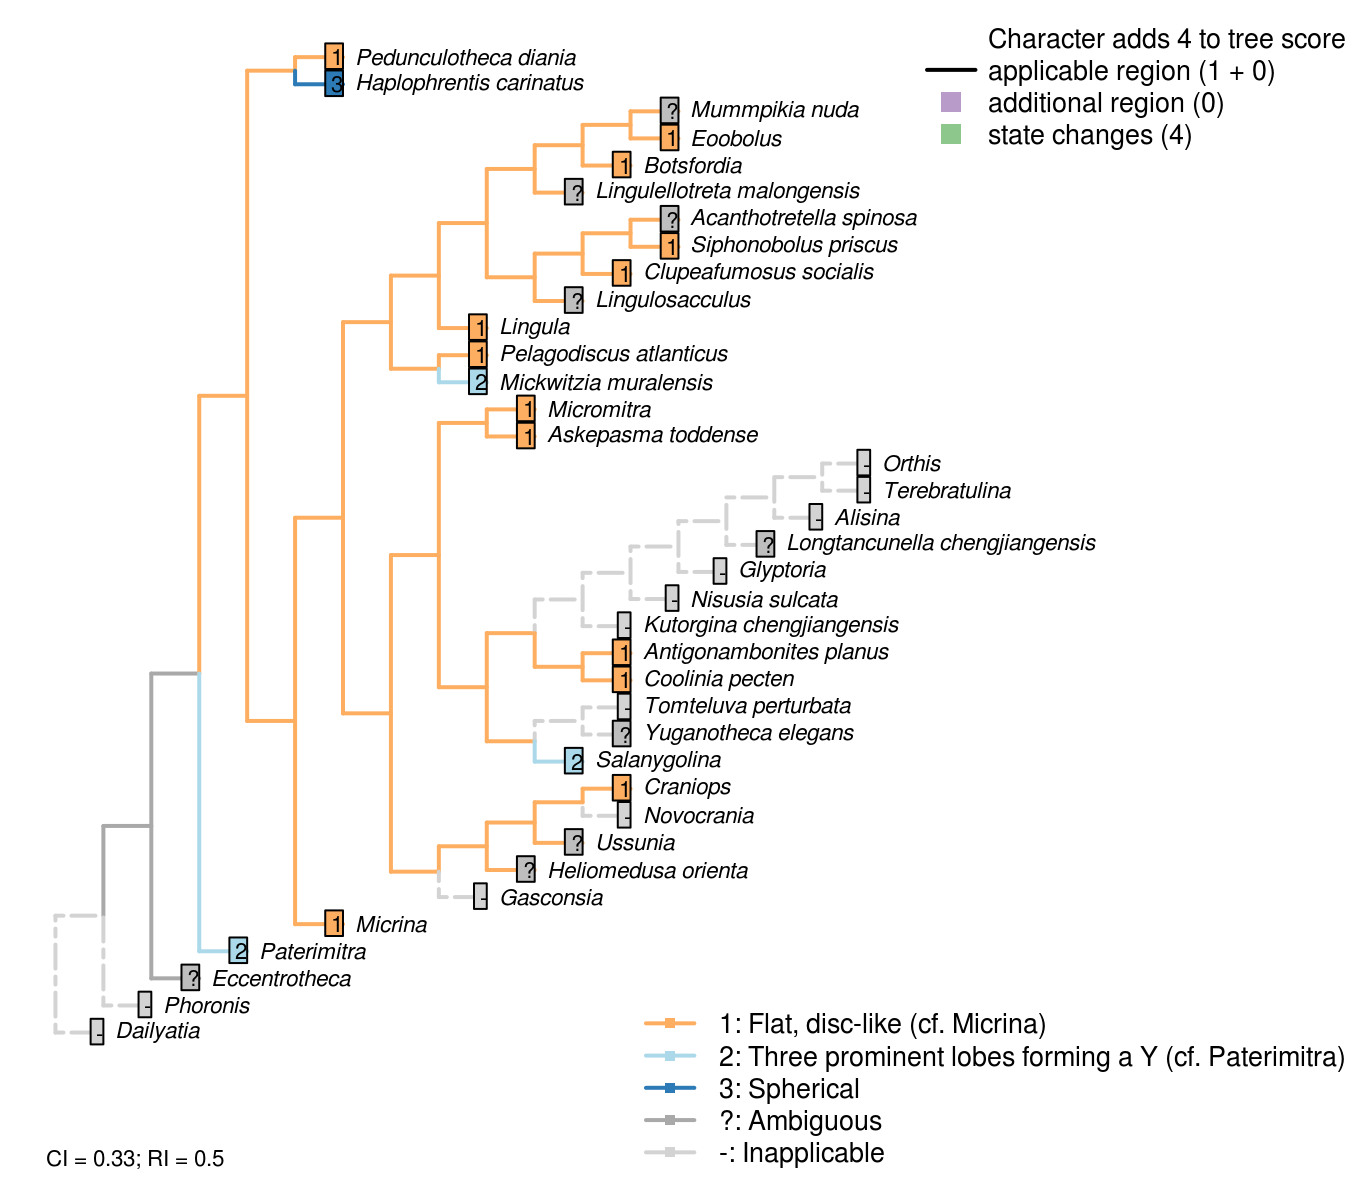 Character adds 4 to tree score
applicable region (1 + 0)
additional region (0)
state changes (4)
1 Pedunculotheca diania
3 Haplophrentis carinatus
? Mummpikia nuda
1 Eoobolus
1 Botsfordia
? Lingulellotreta malongensis
? Acanthotretella spinosa
1 Siphonobolus priscus
1 Clupeafumosus socialis
? Lingulosacculus
1 Lingula
1 Pelagodiscus atlanticus
2 Mickwitzia muralensis
1 Micromitra
1 Askepasma toddense
- Orthis
- Terebratulina
- Alisina
? Longtancunella chengjiangensis
- Glyptoria
- Nisusia sulcata
- Kutorgina chengjiangensis
1 Antigonambonites planus
1 Coolinia pecten
- Tomteluva perturbata
? Yuganotheca elegans
2 Salanygolina
1 Craniops
- Novocrania
? Ussunia
? Heliomedusa orienta
- Gasconsia
1 Micrina
2 Paterimitra
? Eccentrotheca
- Phoronis
- Dailyatia
1: Flat, disc-like (cf. Micrina)
2: Three prominent lobes forming a Y (cf. Paterimitra)
3: Spherical
?: Ambiguous
-: Inapplicable
CI = 0.33; RI = 0.5